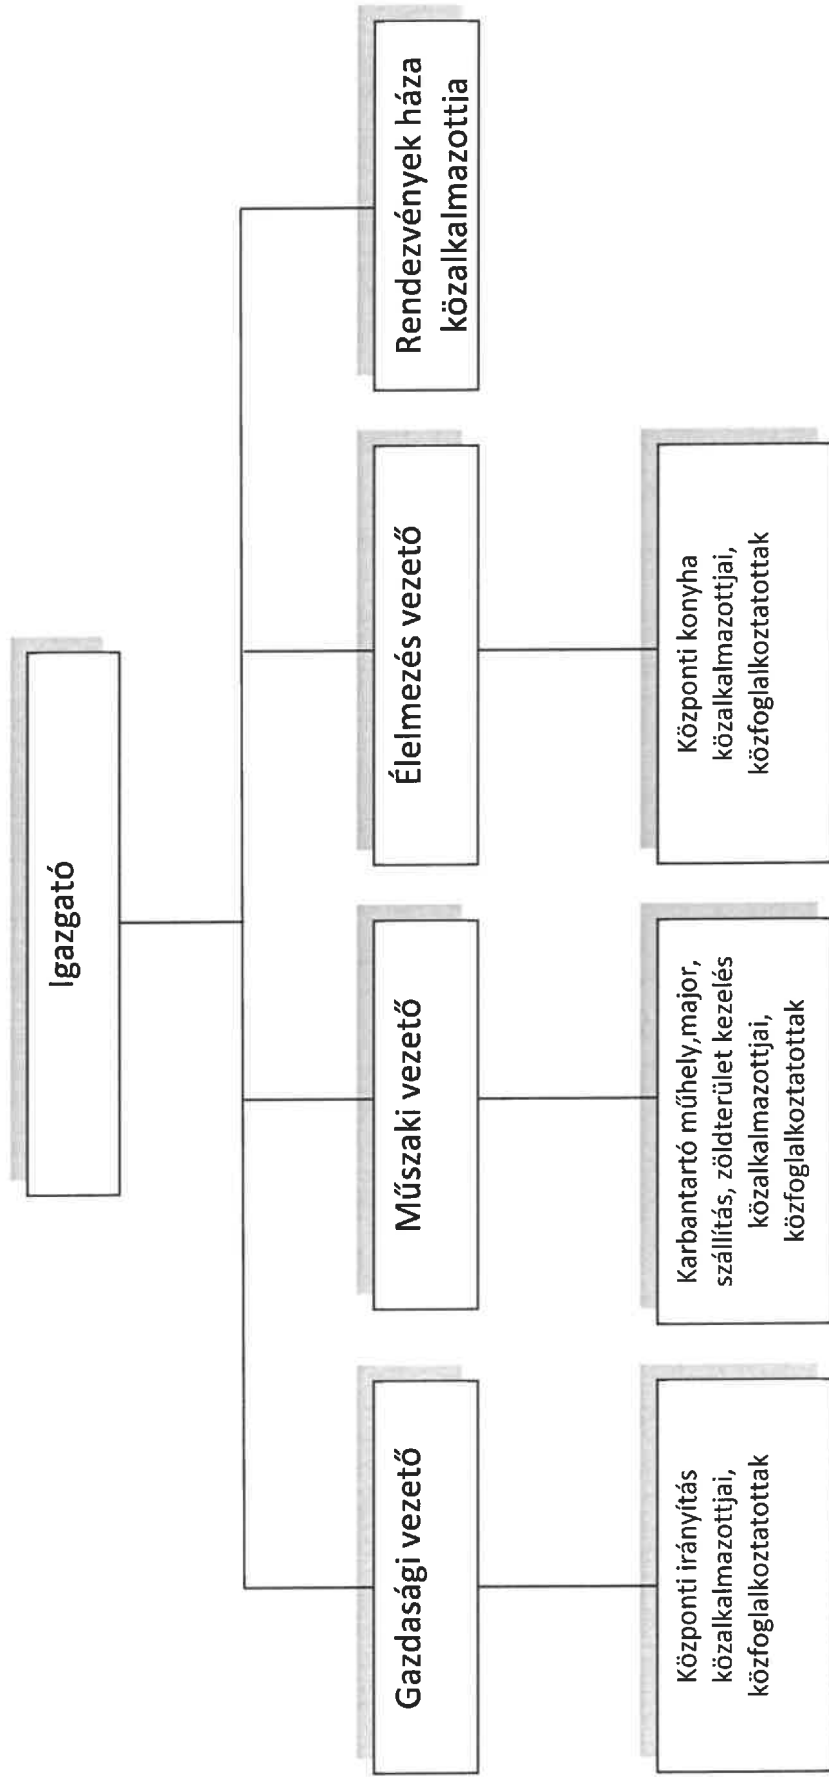 Igazgató
Gazdasági vezető
Műszaki vezető
Élelmezés vezető
Rendezvények háza
közalkalmazottia
Központi irányítás
közalkalmazottjai,
közfoglalkoztatottak
Karbantartó műhely,major,
szállítás, zöldterület kezelés
közalkalmazottjai,
közfoglalkoztatottak
Központi konyha
közalkalmazottjai,
közfoglalkoztatottak